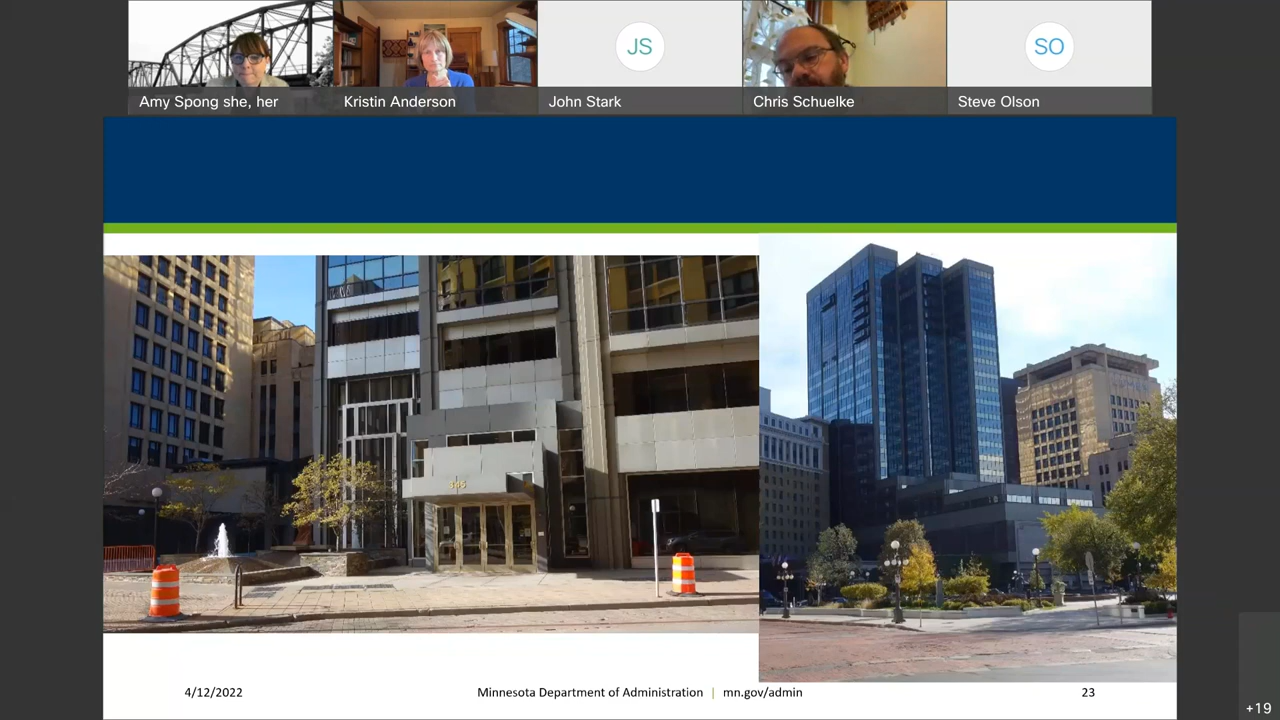 JS
SO
Amy Spong she, her
Kristin Anderson
John Stark
Chris Schuelke
Steve Olson
4/12/2022
Minnesota Department of Administration | mn.gov/admin
23
+19